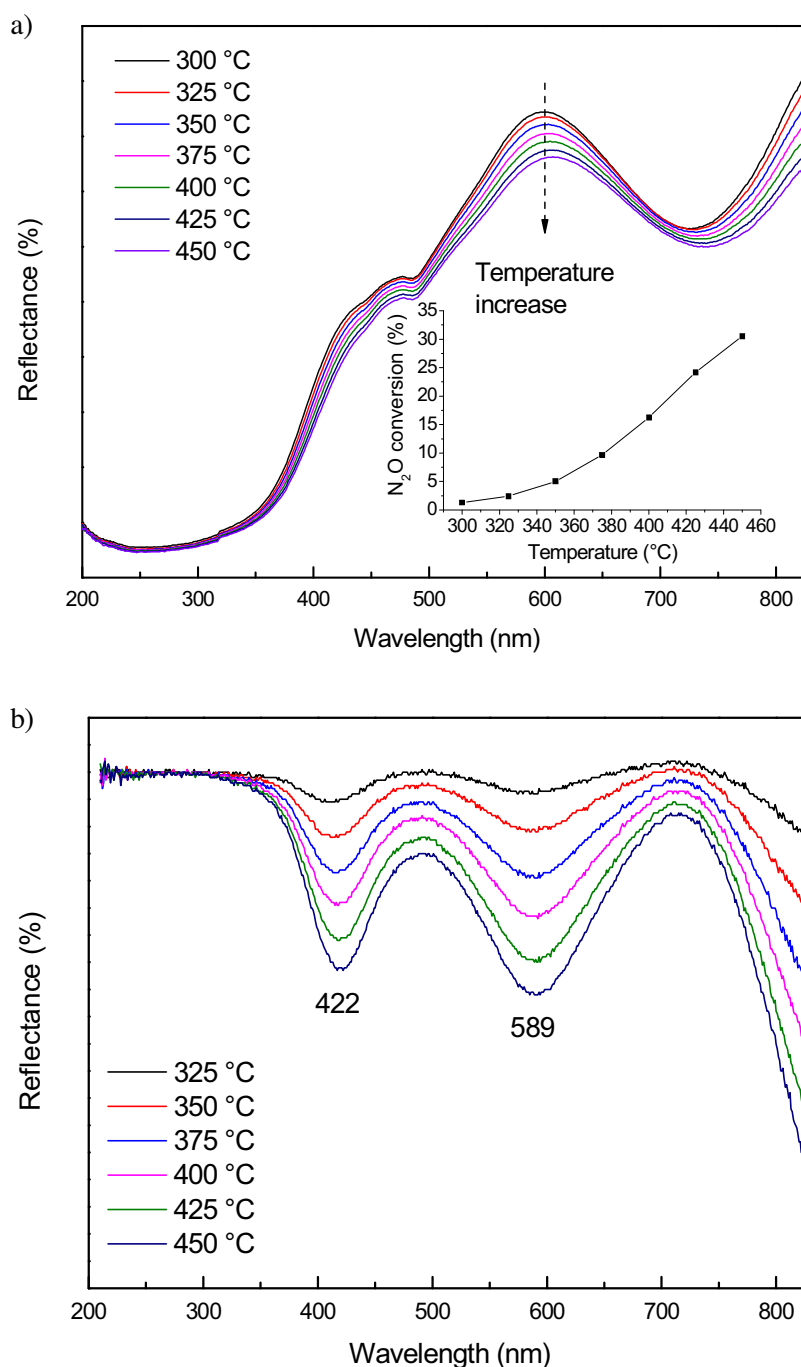 a)
300 °C
325 °C
350 °C
375 °C
400 °C
425 °C
450 °C
Reflectance (%)
Temperature
increase
N₂O conversion (%)
35
30
25
20
15
10
5
0
300 320 340 360 380 400 420 440 460
Temperature (°C)
200 300 400 500 600 700 800
Wavelength (nm)
b)
Reflectance (%)
422
589
325 °C
350 °C
375 °C
400 °C
425 °C
450 °C
200 300 400 500 600 700 800
Wavelength (nm)